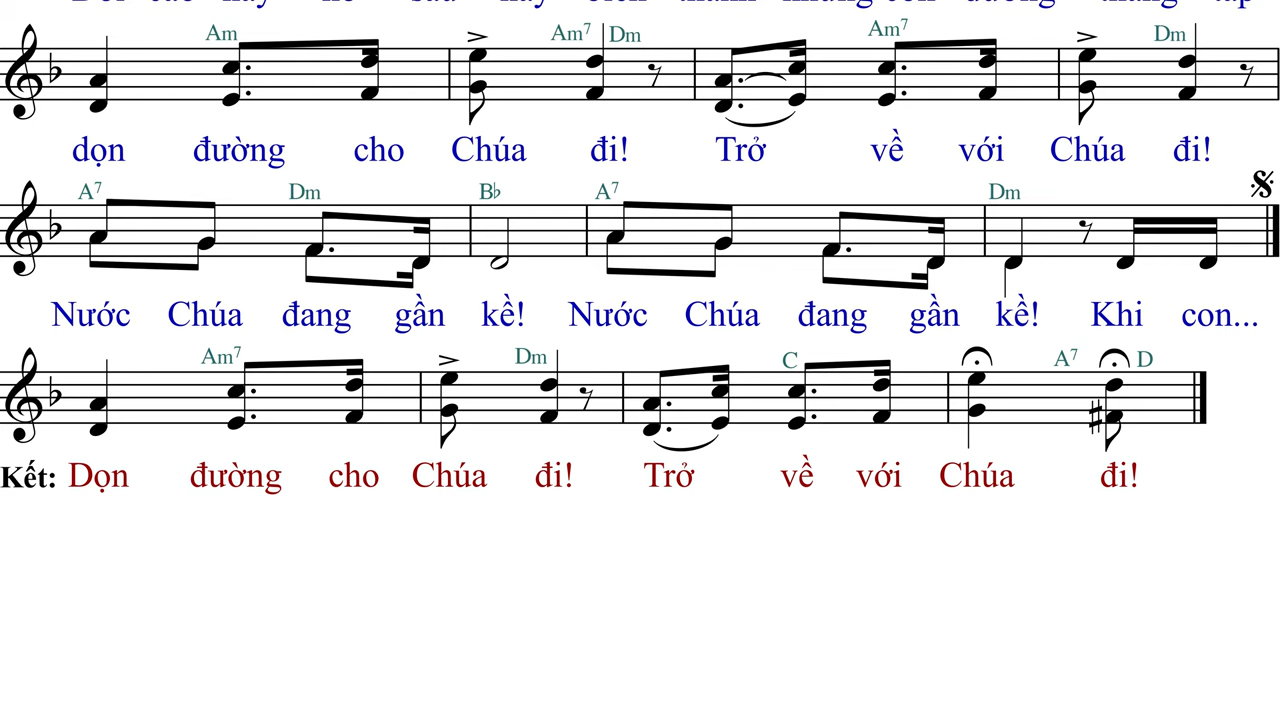 Am Am7 Dm Am7 Dm
dọn đường cho Chúa đi! Trở về với Chúa đi!
A7 Dm B♭ A7 Dm
Nước Chúa đang gần kề! Nước Chúa đang gần kề! Khi con...
Am7 Dm C A7 D
Kết: Dọn đường cho Chúa đi! Trở về với Chúa đi!